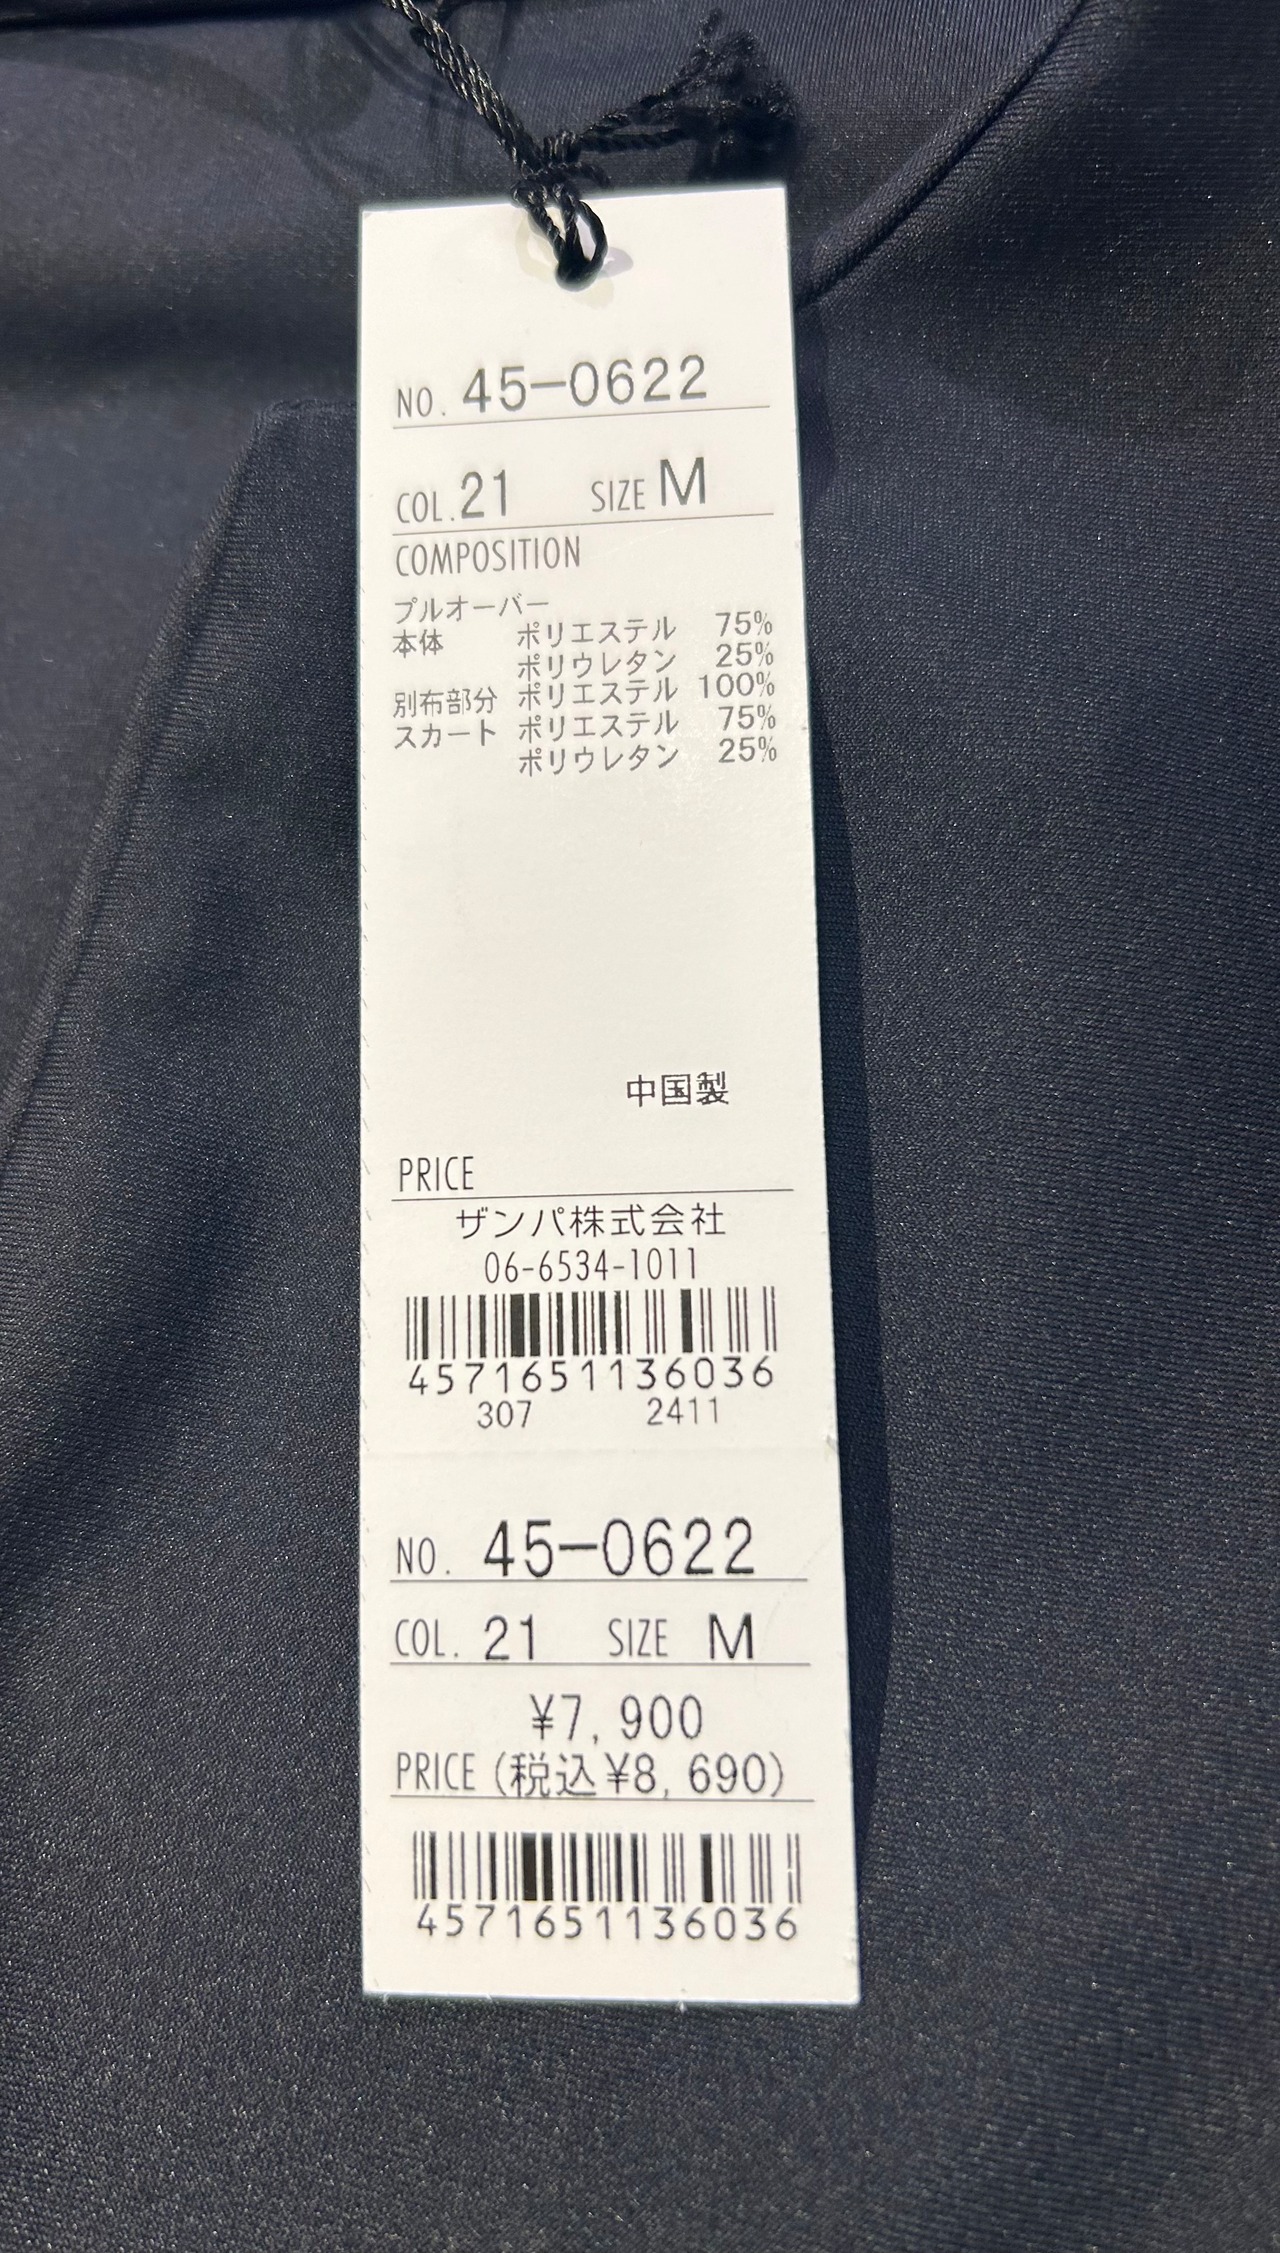 NO. 45-0622
COL. 21 SIZE M
COMPOSITION
プルオーバー
本体 ポリエステル 75%
ポリウレタン 25%
別布部分 ポリエステル 100%
スカート ポリエステル 75%
ポリウレタン 25%
中国製
PRICE
ザンパ株式会社
06-6534-1011
4571651136036
307 2411
NO. 45-0622
COL. 21 SIZE M
¥7,900
PRICE (税込¥8,690)
4571651136036